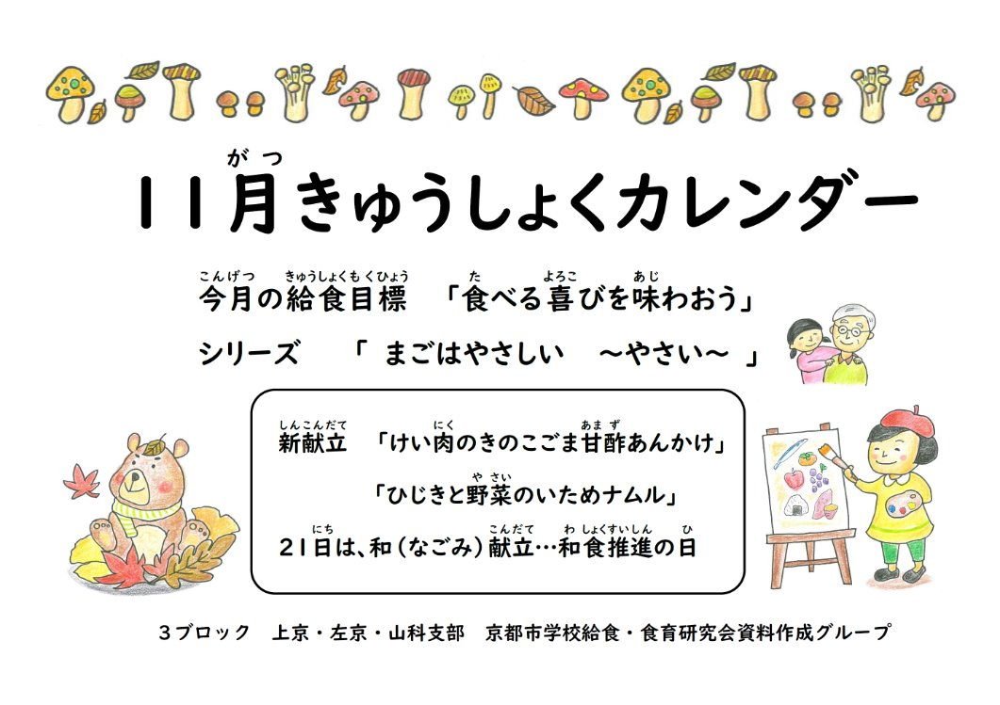 11月きゅうしょくカレンダー
今月の給食目標 「食べる喜びを味わおう」
シリーズ 「 まごはやさしい ～やさい～ 」
新献立 「けい肉のきのこごま甘酢あんかけ」
「ひじきと野菜のいためナムル」
21日は、和(なごみ)献立…和食推進の日
3ブロック 上京・左京・山科支部 京都市学校給食・食育研究会資料作成グループ